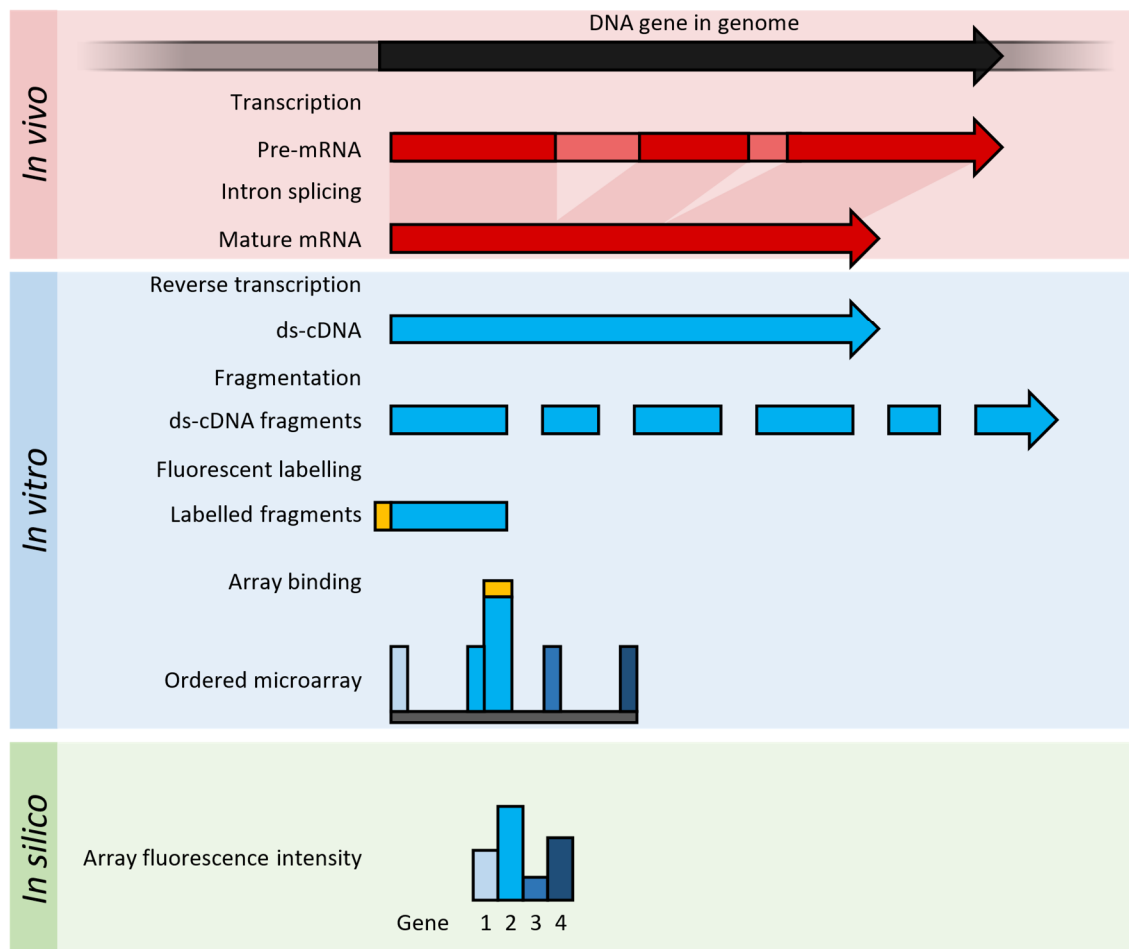 In vivo
DNA gene in genome
Transcription
Pre-mRNA
Intron splicing
Mature mRNA
In vitro
Reverse transcription
ds-cDNA
Fragmentation
ds-cDNA fragments
Fluorescent labelling
Labelled fragments
Array binding
Ordered microarray
In silico
Array fluorescence intensity
Gene 1 2 3 4